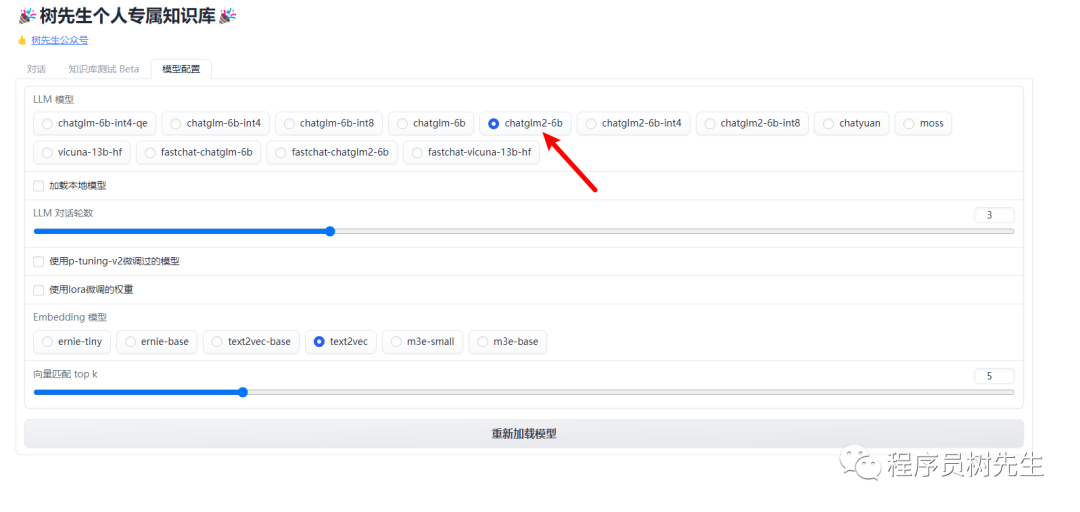 🎉树先生个人专属知识库🎉
👍 树先生公众号
对话 知识库测试 Beta 模型配置
LLM 模型
chatglm-6b-int4-qe chatglm-6b-int4 chatglm-6b-int8 chatglm-6b chatglm2-6b chatglm2-6b-int4 chatglm2-6b-int8 chatyuan moss
vicuna-13b-hf fastchat-chatglm-6b fastchat-chatglm2-6b fastchat-vicuna-13b-hf
加载本地模型
LLM 对话轮数 3
使用p-tuning-v2微调过的模型
使用lora微调的权重
Embedding 模型
ernie-tiny ernie-base text2vec-base text2vec m3e-small m3e-base
向量匹配 top k 5
重新加载模型
程序员树先生